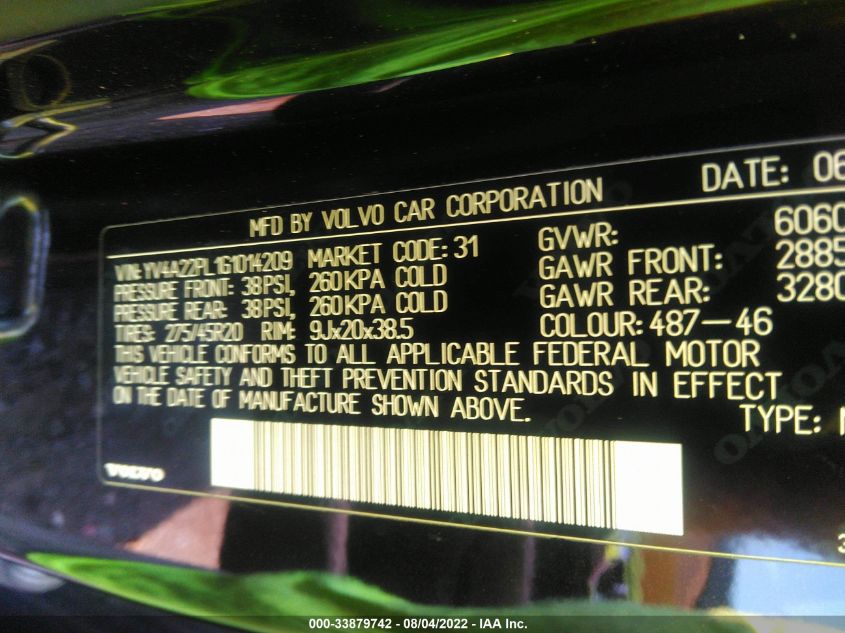 DATE: 06
MFD BY VOLVO CAR CORPORATION
VIN: YV4A22PL1G1014209 MARKET CODE: 31
PRESSURE FRONT: 38PSI, 260KPA COLD
PRESSURE REAR: 38PSI, 260KPA COLD
TIRES: 275/45R20 RIM: 9Jx20x38.5
GVWR: 6060
GAWR FRONT: 2885
GAWR REAR: 3280
COLOUR: 487-46
THIS VEHICLE CONFORMS TO ALL APPLICABLE FEDERAL MOTOR
VEHICLE SAFETY AND THEFT PREVENTION STANDARDS IN EFFECT
ON THE DATE OF MANUFACTURE SHOWN ABOVE.
TYPE:
VOLVO
000-33879742 - 08/04/2022 - IAA Inc.